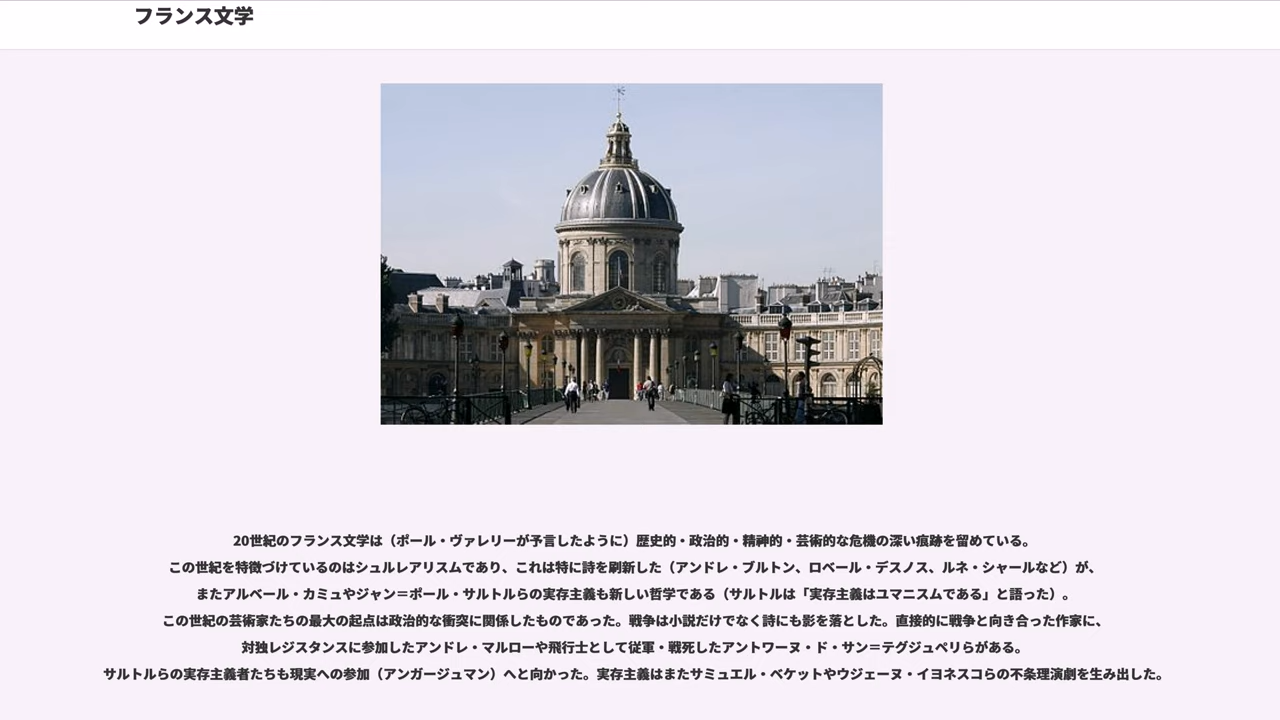 フランス文学
20世紀のフランス文学は（ポール・ヴァレリーが予言したように）歴史的・政治的・精神的・芸術的な危機の深い痕跡を留めている。
この世紀を特徴づけているのはシュルレアリスムであり、これは特に詩を刷新した（アンドレ・ブルトン、ロベール・デスノス、ルネ・シャールなど）が、
またアルベール・カミュやジャン＝ポール・サルトルらの実存主義も新しい哲学である（サルトルは「実存主義はユマニスムである」と語った）。
この世紀の芸術家たちの最大の起点は政治的な衝突に関係したものであった。戦争は小説だけでなく詩にも影を落とした。直接的に戦争と向き合った作家に、
対独レジスタンスに参加したアンドレ・マルローや飛行士として従軍・戦死したアントワーヌ・ド・サン＝テグジュペリらがある。
サルトルらの実存主義者たちも現実への参加（アンガージュマン）へと向かった。実存主義はまたサミュエル・ベケットやウジェーヌ・イヨネスコらの不条理演劇を生み出した。